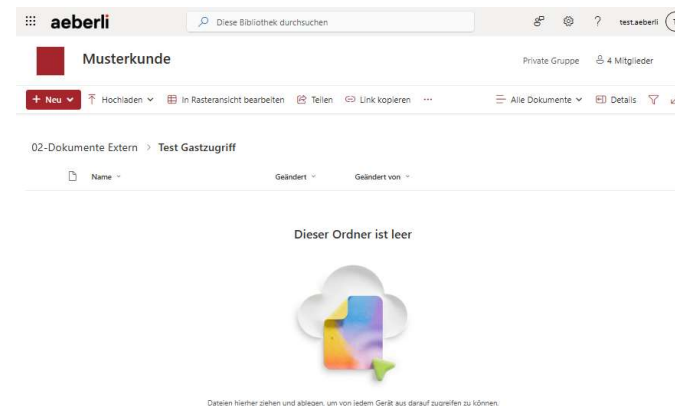 aeberli
Diese Bibliothek durchsuchen
? test.aeberli
Musterkunde
Private Gruppe 4 Mitglieder
+ Neu Hochladen In Rasteransicht bearbeiten Teilen Link kopieren ... Alle Dokumente Details
02-Dokumente Extern > Test Gastzugriff
Name Geändert Geändert von
Dieser Ordner ist leer
Dateien hierher ziehen und ablegen, um von jedem Gerät aus darauf zugreifen zu können.